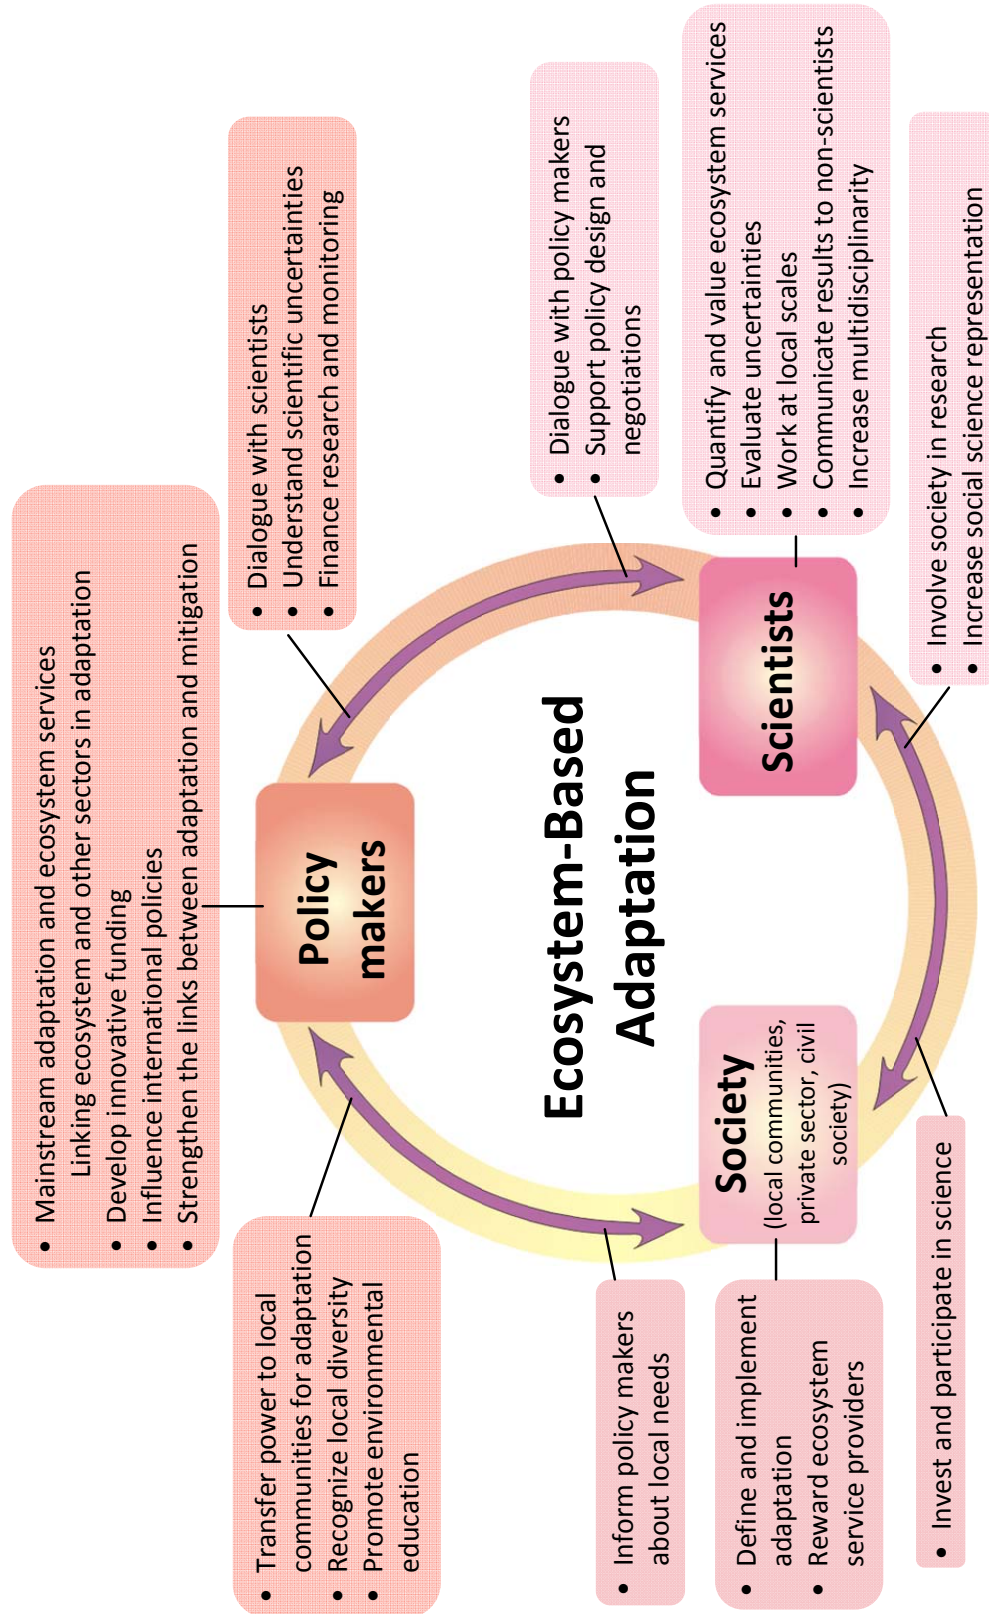 • Mainstream adaptation and ecosystem services
Linking ecosystem and other sectors in adaptation
• Develop innovative funding
• Influence international policies
• Strengthen the links between adaptation and mitigation
• Transfer power to local
communities for adaptation
• Recognize local diversity
• Promote environmental
education
Policy
makers
• Dialogue with scientists
• Understand scientific uncertainties
• Finance research and monitoring
Ecosystem-Based
Adaptation
• Dialogue with policy makers
• Support policy design and
negotiations
• Inform policy makers
about local needs
• Define and implement
adaptation
• Reward ecosystem
service providers
Society
(local communities,
private sector, civil
society)
Scientists
• Quantify and value ecosystem services
• Evaluate uncertainties
• Work at local scales
• Communicate results to non-scientists
• Increase multidisciplinarity
• Invest and participate in science
• Involve society in research
• Increase social science representation